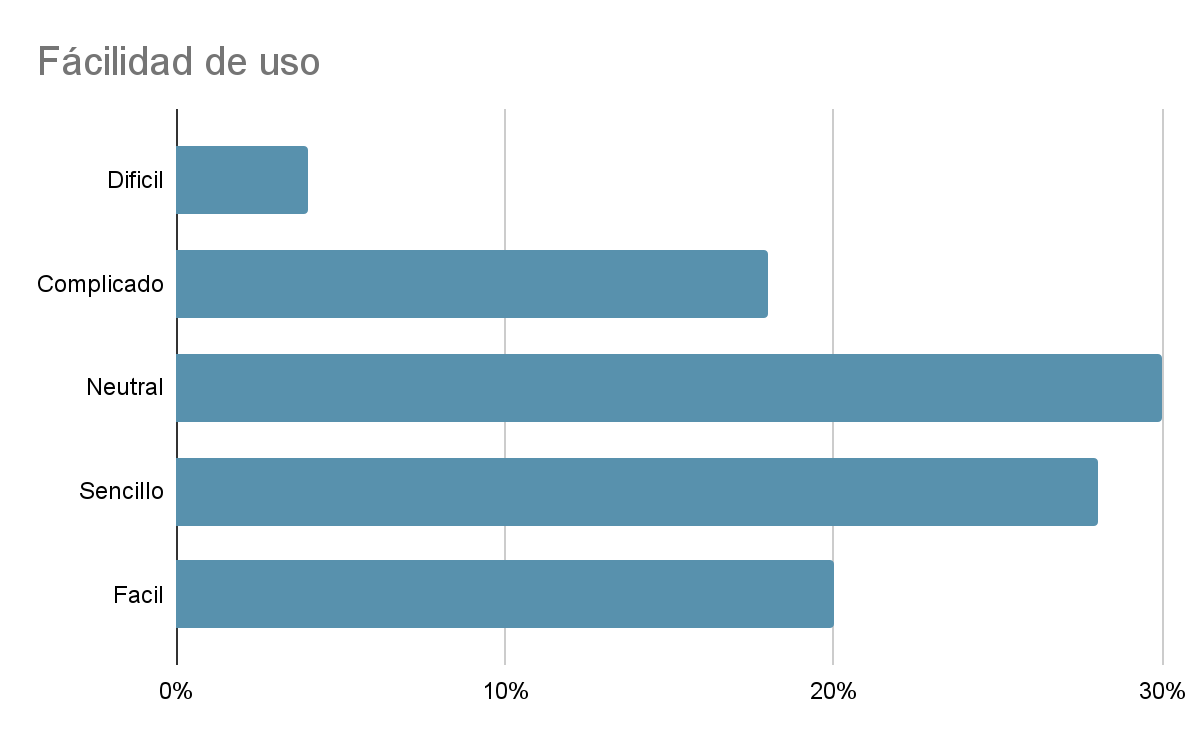 Fácilidad de uso
Dificil
Complicado
Neutral
Sencillo
Facil
0% 10% 20% 30%